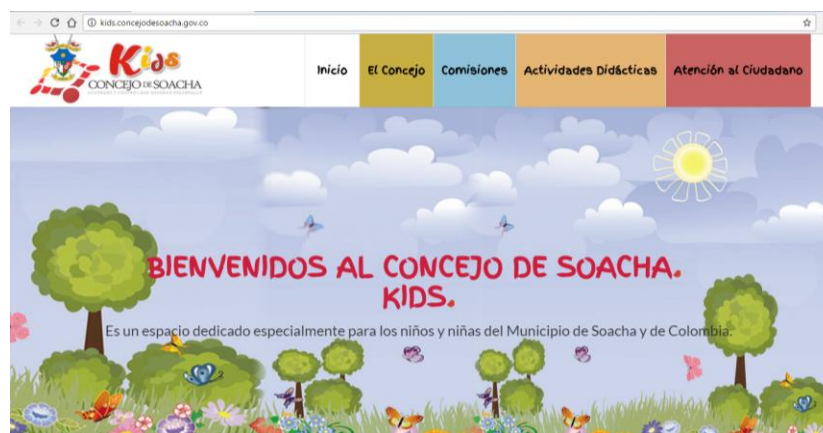 kids.concejodesoacha.gov.co
Kids
CONCEJO DE SOACHA
Inicio
El Concejo
Comisiones
Actividades Didácticas
Atención al Ciudadano
BIENVENIDOS AL CONCEJO DE SOACHA.
KIDS.
Es un espacio dedicado especialmente para los niños y niñas del Municipio de Soacha y de Colombia.